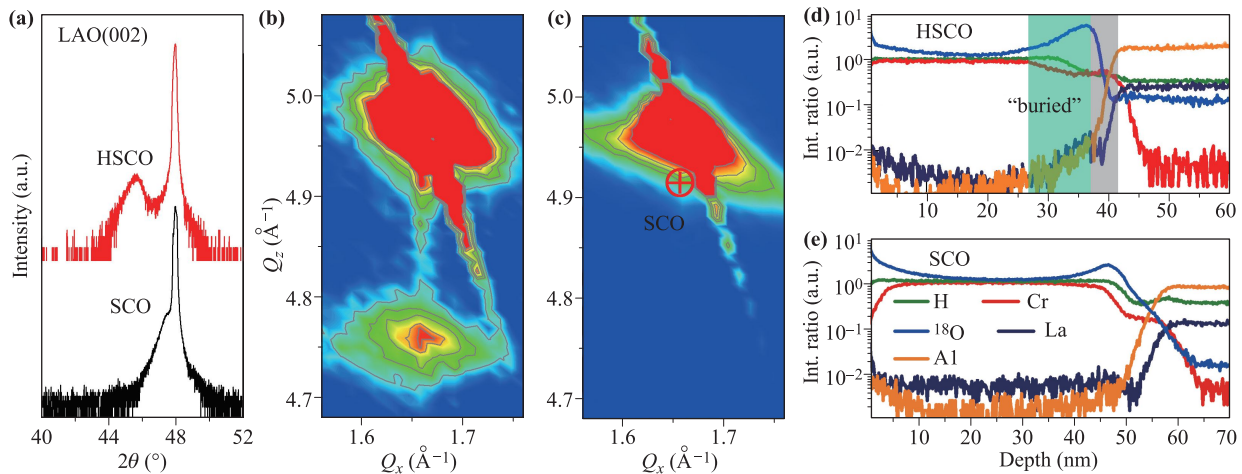 (a)
LAO(002)
HSCO
SCO
Intensity (a.u.)
40 44 48 52
2θ (°)
(b)
5.0
4.9
4.8
4.7
Qz (Å⁻¹)
1.6 1.7
Qx (Å⁻¹)
(c)
5.0
4.9
4.8
4.7
SCO
1.6 1.7
Qx (Å⁻¹)
(d)
HSCO
"buried"
Int. ratio (a.u.)
10¹
10⁰
10⁻¹
10⁻²
10 20 30 40 50 60
(e)
SCO
H Cr
¹⁸O La
Al
Int. ratio (a.u.)
10¹
10⁰
10⁻¹
10⁻²
10 20 30 40 50 60 70
Depth (nm)